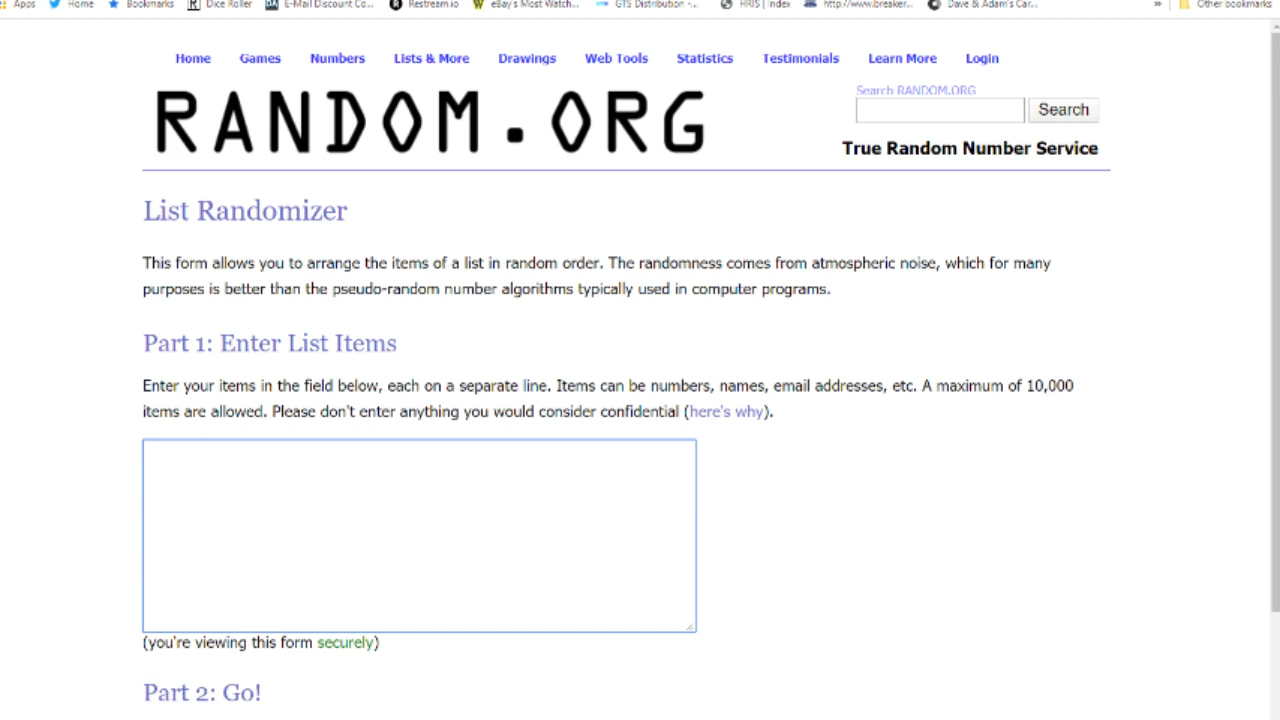 Apps Home Bookmarks Dice Roller E-Mail Discount Co... Restream.io eBay's Most Watch... GTS Distribution -... HRIS | Index http://www.breaker... Dave & Adam's Car... » Other bookmarks
Home Games Numbers Lists & More Drawings Web Tools Statistics Testimonials Learn More Login
RANDOM.ORG
Search RANDOM.ORG
Search
True Random Number Service
List Randomizer
This form allows you to arrange the items of a list in random order. The randomness comes from atmospheric noise, which for many
purposes is better than the pseudo-random number algorithms typically used in computer programs.
Part 1: Enter List Items
Enter your items in the field below, each on a separate line. Items can be numbers, names, email addresses, etc. A maximum of 10,000
items are allowed. Please don't enter anything you would consider confidential (here's why).
(you're viewing this form securely)
Part 2: Go!